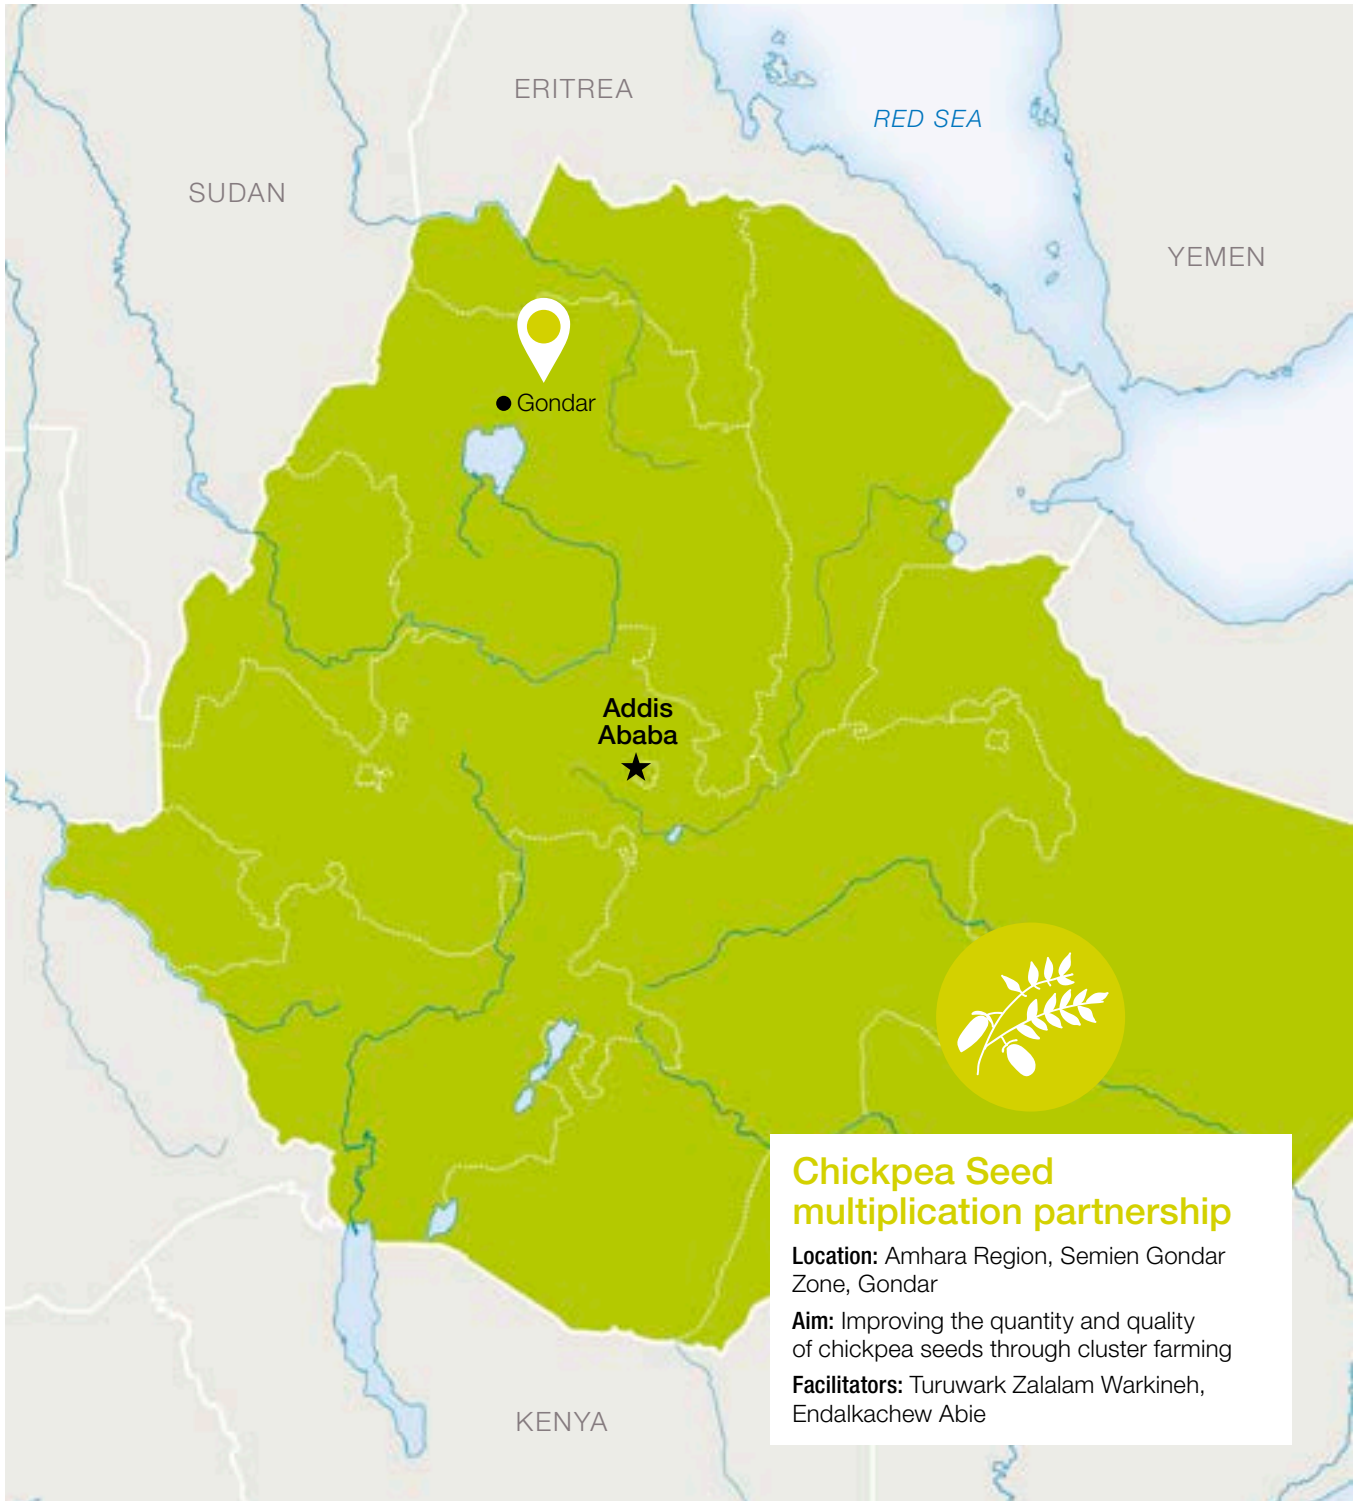 ERITREA
RED SEA
SUDAN
YEMEN
Gondar
Addis
Ababa
Chickpea Seed
multiplication partnership
Location: Amhara Region, Semien Gondar
Zone, Gondar
Aim: Improving the quantity and quality
of chickpea seeds through cluster farming
Facilitators: Turuwark Zalalam Warkineh,
Endalkachew Abie
KENYA